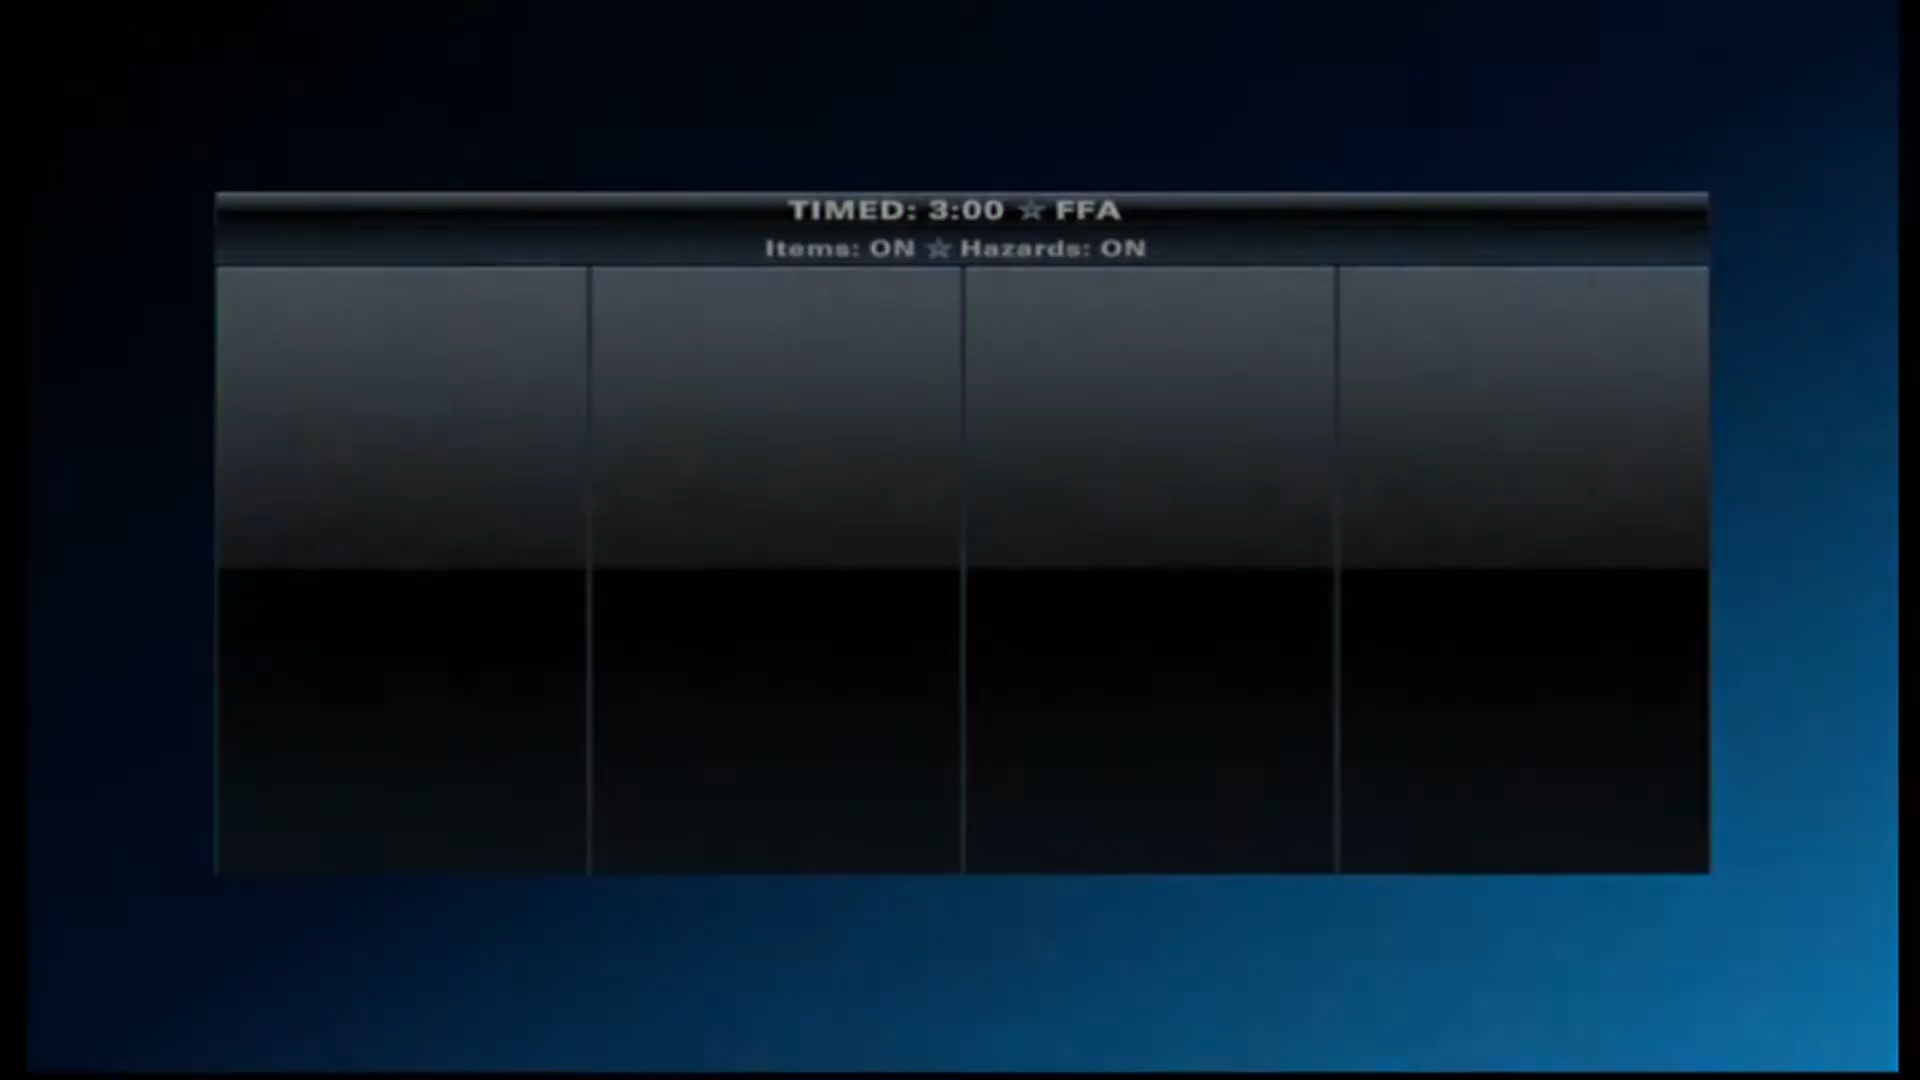 TIMED: 3:00 ☆ FFA
Items: ON ☆ Hazards: ON